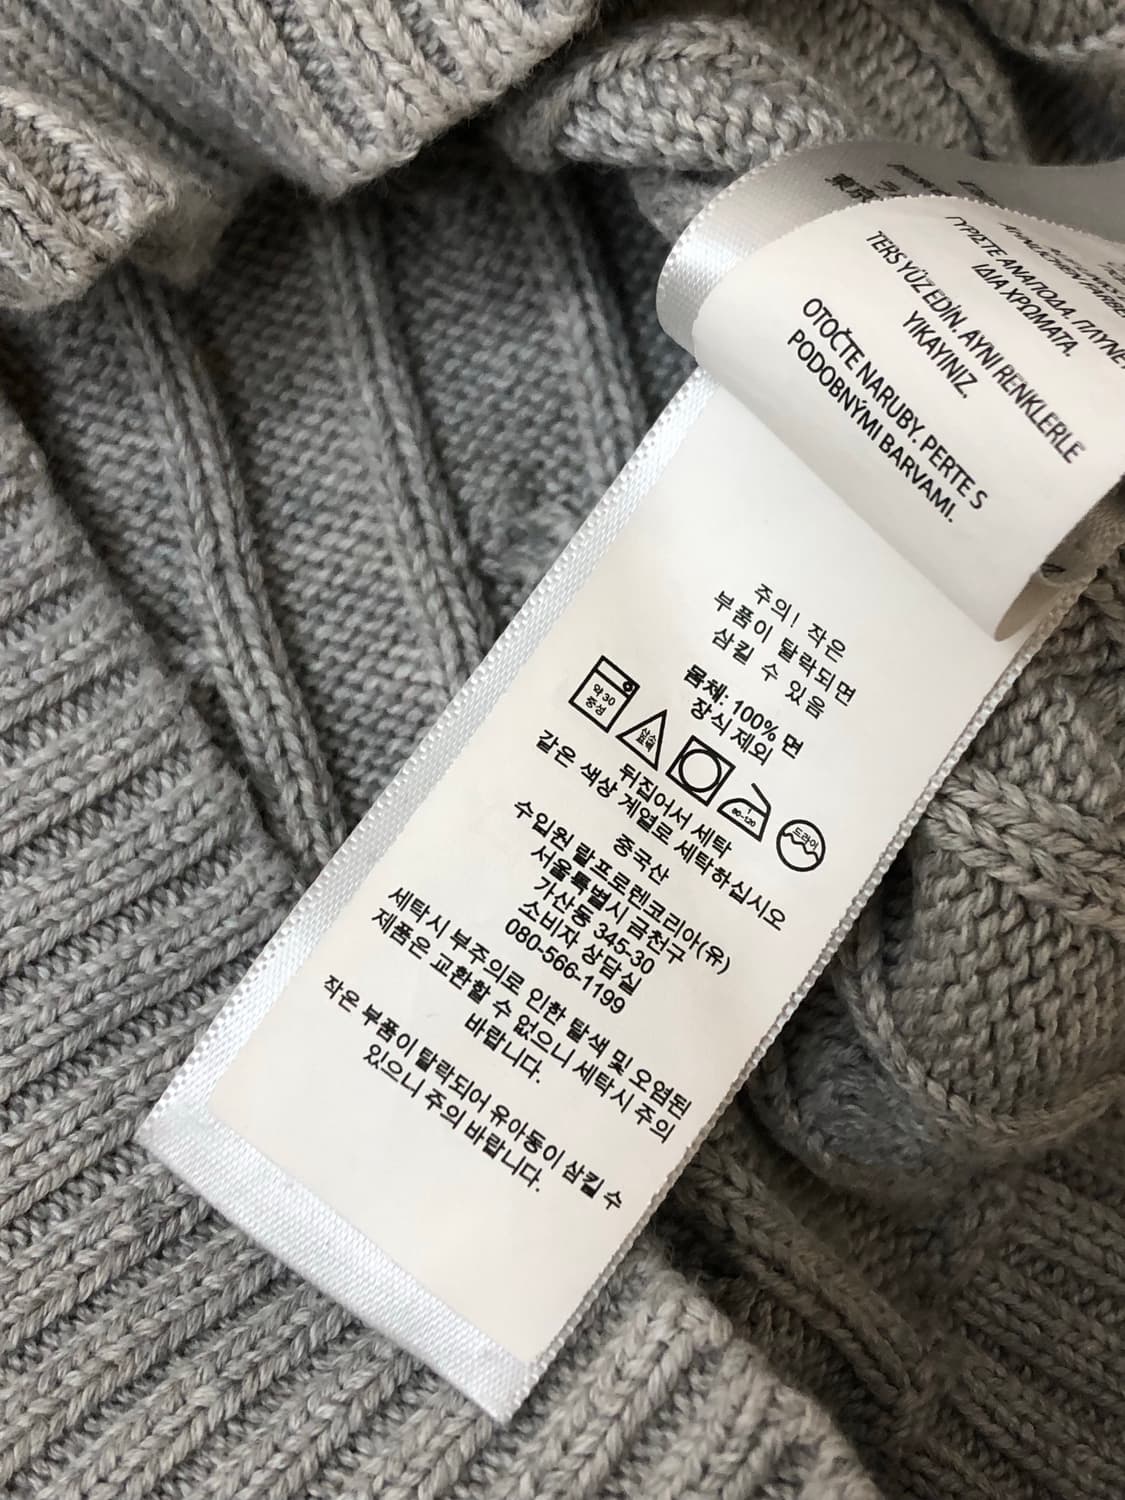 ΓΥΡΙΣΤΕ ΑΝΑΠΟΔΑ. ΠΛΥΝΕ
ΙΔΙΑ ΧΡΩΜΑΤΑ.
TERS YÜZ EDİN. AYNI RENKLERLE
YIKAYINIZ.
OTOČTE NARUBY. PERTE S
PODOBNÝMI BARVAMI.
주의! 작은
부품이 탈락되면
삼킬 수 있음
몸체: 100% 면
장식 제외
약 30
중성
산소
표백
80-120
드라이
뒤집어서 세탁
같은 색상 계열로 세탁하십시오
중국산
수입원 랄프로렌코리아(유)
서울특별시 금천구
가산동 345-30
소비자 상담실
080-566-1199
세탁시 부주의로 인한 탈색 및 오염된
제품은 교환할 수 없으니 세탁시 주의
바랍니다.
작은 부품이 탈락되어 유아동이 삼킬 수
있으니 주의 바랍니다.